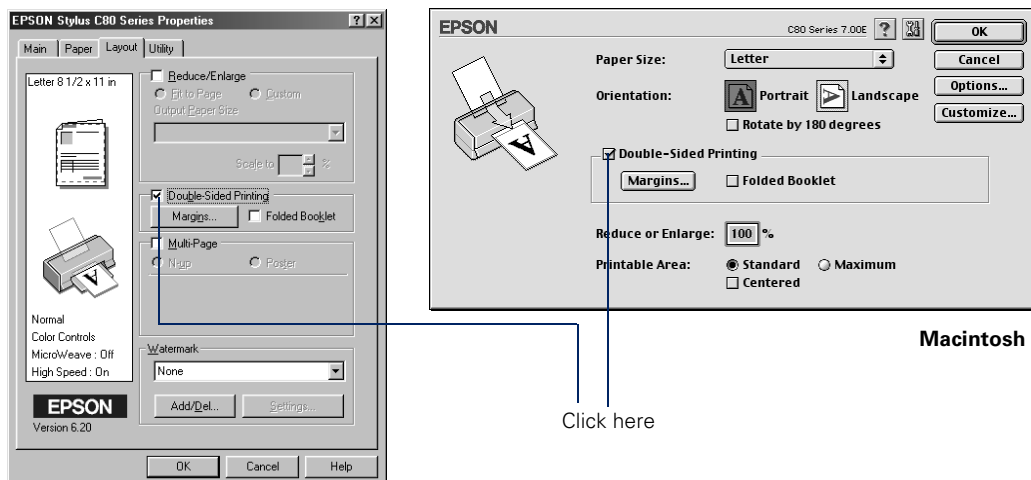 EPSON Stylus C80 Series Properties
Main Paper Layout Utility
Letter 8 1/2 x 11 in
Normal
Color Controls
MicroWeave : Off
High Speed : On
EPSON
Version 6.20
Reduce/Enlarge
Fit to Page Custom
Output Paper Size
Scale to %
Double-Sided Printing
Margins... Folded Booklet
Multi-Page
N-up Poster
Watermark
None
Add/Del... Settings...
OK Cancel Help
EPSON C80 Series 7.00E ? OK
Paper Size: Letter Cancel
Orientation: A Portrait A Landscape Options...
Rotate by 180 degrees Customize...
Double-Sided Printing
Margins... Folded Booklet
Reduce or Enlarge: 100 %
Printable Area: Standard Maximum
Centered
Macintosh
Click here